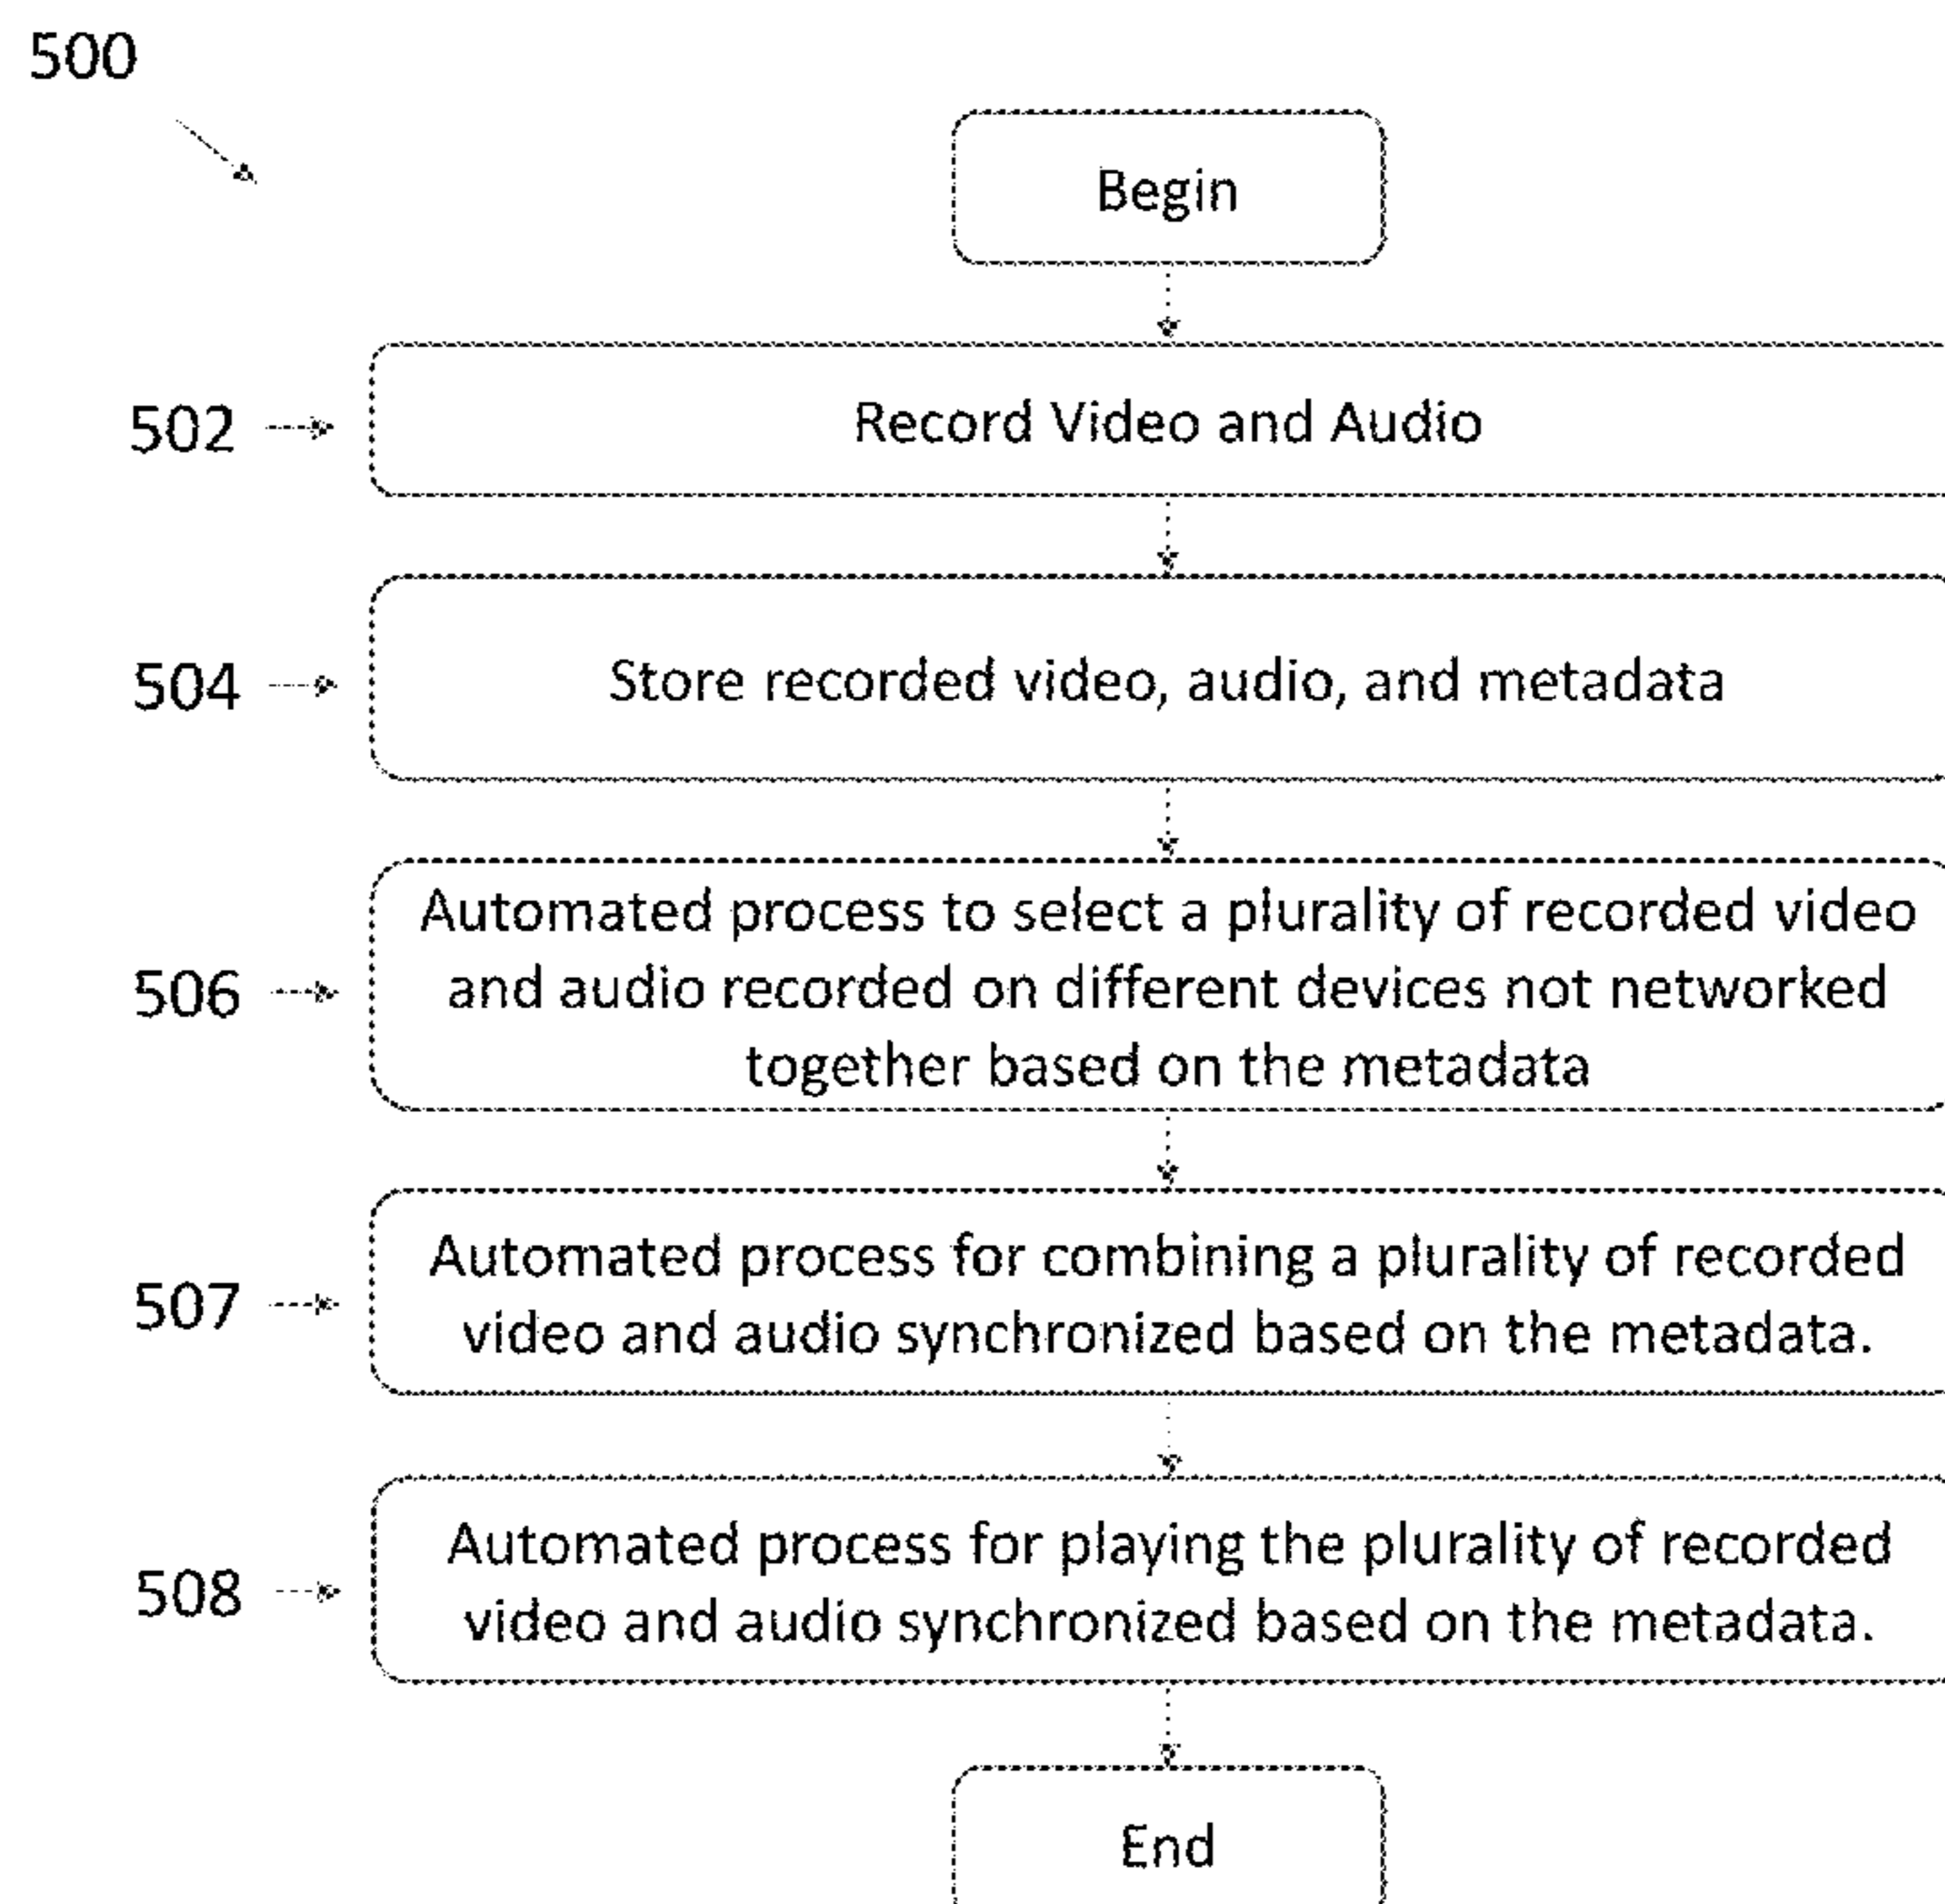 500
Begin
502
Record Video and Audio
504
Store recorded video, audio, and metadata
Automated process to select a plurality of recorded video
506
and audio recorded on different devices not networked
together based on the metadata
Automated process for combining a plurality of recorded
507
video and audio synchronized based on the metadata.
Automated process for playing the plurality of recorded
508
video and audio synchronized based on the metadata.
End